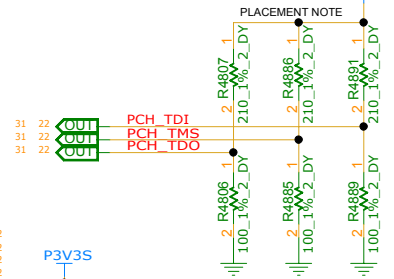 PLACEMENT NOTE
1
R4807
2
210_1%_2_DY
1
R4886
2
210_1%_2_DY
1
R4891
2
210_1%_2_DY
31 22 OUT PCH_TDI
31 22 OUT PCH_TMS
31 22 OUT PCH_TDO
1
R4806
2
100_1%_2_DY
1
R4885
2
100_1%_2_DY
1
R4889
2
100_1%_2_DY
P3V3S